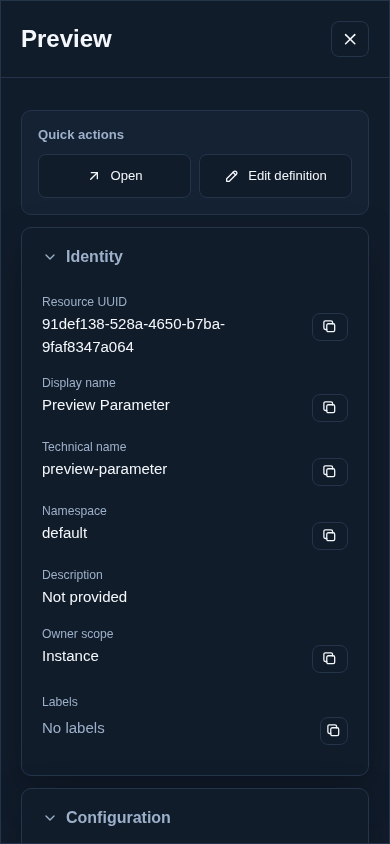 Preview
Quick actions
Open
Edit definition
Identity
Resource UUID
91def138-528a-4650-b7ba-
9faf8347a064
Display name
Preview Parameter
Technical name
preview-parameter
Namespace
default
Description
Not provided
Owner scope
Instance
Labels
No labels
Configuration